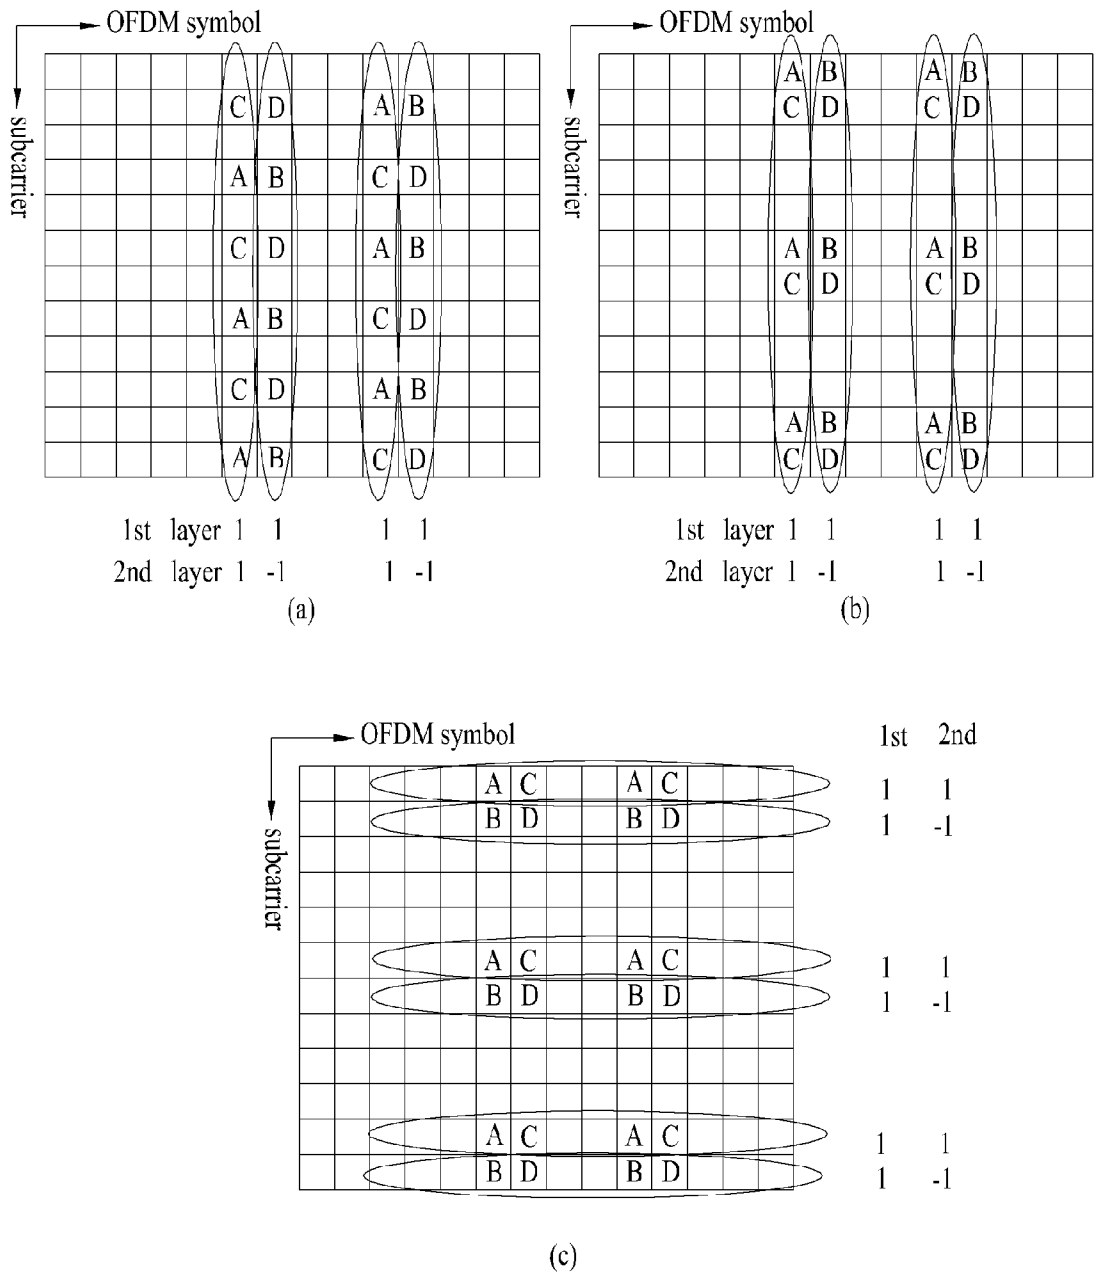 OFDM symbol
subcarrier
C D A B
A B C D
C D A B
A B C D
C D A B
A B C D
1st layer 1 1 1 1
2nd layer 1 -1 1 -1
(a)
OFDM symbol
subcarrier
A B A B
C D C D
A B A B
C D C D
A B A B
C D C D
1st layer 1 1 1 1
2nd layer 1 -1 1 -1
(b)
OFDM symbol 1st 2nd
subcarrier
A C A C 1 1
B D B D 1 -1
A C A C 1 1
B D B D 1 -1
A C A C 1 1
B D B D 1 -1
(c)